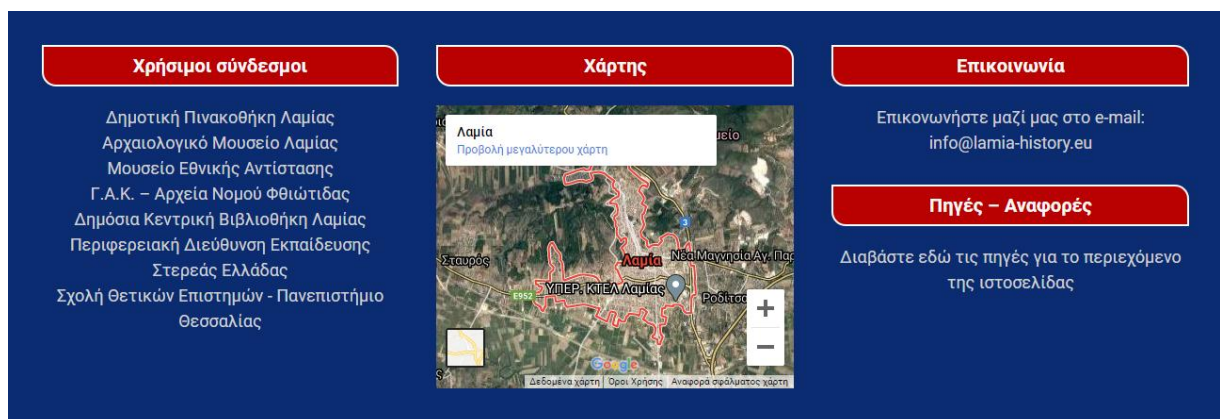 Χρήσιμοι σύνδεσμοι
Δημοτική Πινακοθήκη Λαμίας
Αρχαιολογικό Μουσείο Λαμίας
Μουσείο Εθνικής Αντίστασης
Γ.Α.Κ. – Αρχεία Νομού Φθιώτιδας
Δημόσια Κεντρική Βιβλιοθήκη Λαμίας
Περιφερειακή Διεύθυνση Εκπαίδευσης
Στερεάς Ελλάδας
Σχολή Θετικών Επιστημών - Πανεπιστήμιο
Θεσσαλίας
Χάρτης
Λαμία
Προβολή μεγαλύτερου χάρτη
3
Σταυρός
Λαμία
Νέα Μαγνησία Αγ. Παρ
Ε952
ΥΠΕΡ. ΚΤΕΛ Λαμίας
Ροδίτσα
+
−
Google
Δεδομένα χάρτη
Όροι Χρήσης
Αναφορά σφάλματος χάρτη
Επικοινωνία
Επικονωνήστε μαζί μας στο e-mail:
info@lamia-history.eu
Πηγές – Αναφορές
Διαβάστε εδώ τις πηγές για το περιεχόμενο
της ιστοσελίδας